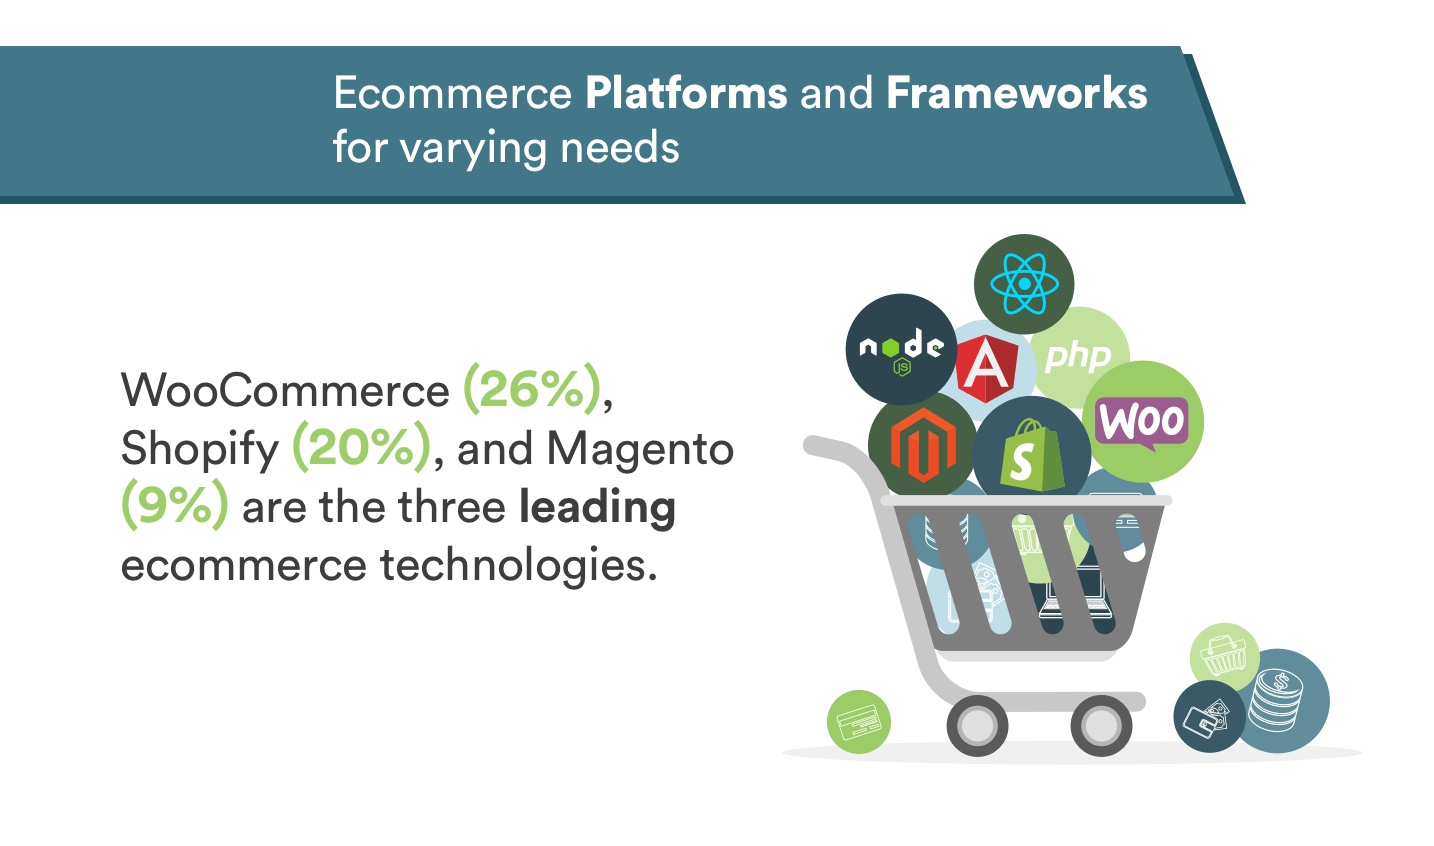 Ecommerce Platforms and Frameworks
for varying needs
WooCommerce (26%),
Shopify (20%), and Magento
(9%) are the three leading
ecommerce technologies.
node
JS
A
php
WOO
S
$